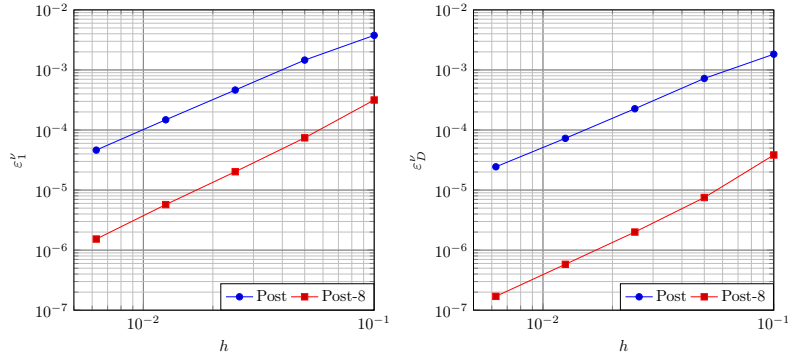 10⁻²
10⁻³
10⁻⁴
10⁻⁵
10⁻⁶
10⁻⁷
ε₁^ν
10⁻²
10⁻¹
h
Post
Post-8
10⁻²
10⁻³
10⁻⁴
10⁻⁵
10⁻⁶
10⁻⁷
ε_D^ν
10⁻²
10⁻¹
h
Post
Post-8